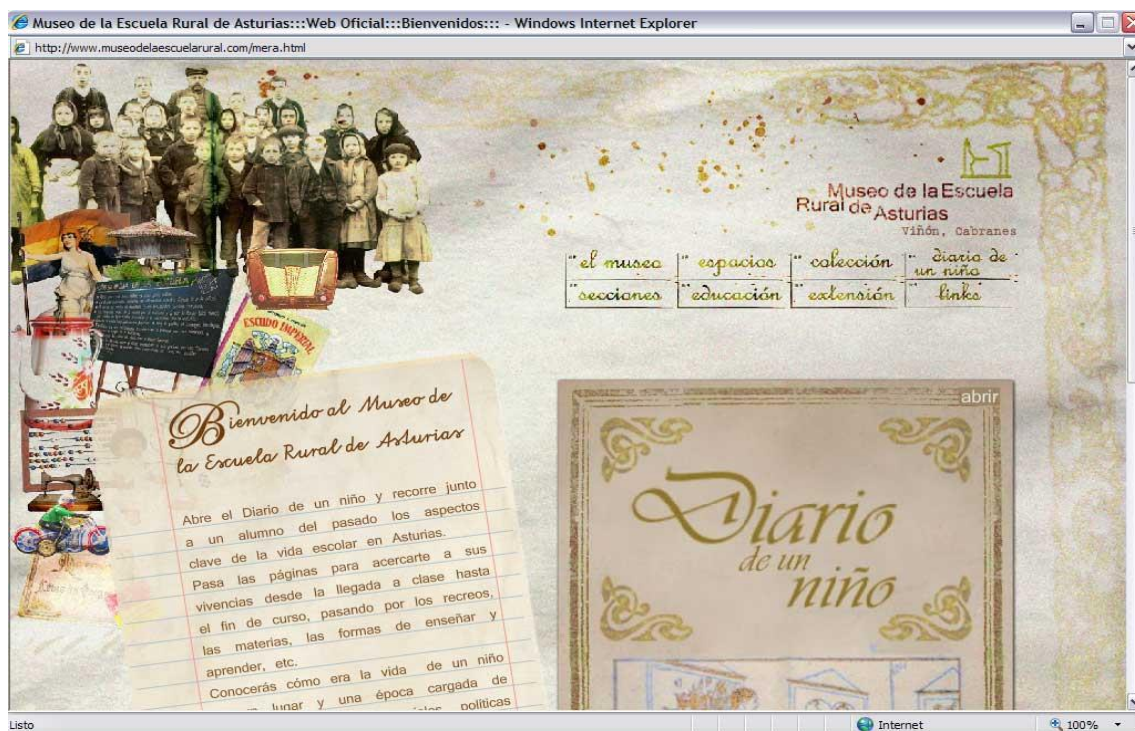 Museo de la Escuela Rural de Asturias:::Web Oficial:::Bienvenidos::: - Windows Internet Explorer
http://www.museodelaescuelarural.com/mera.html
Museo de la Escuela
Rural de Asturias
Viñón, Cabranes
el museo espacios colección diario de
un niño
secciones educación extensión links
ESCUDO IMPERIAL
Bienvenido al Museo de
la Escuela Rural de Asturias
Abre el Diario de un niño y recorre junto
a un alumno del pasado los aspectos
clave de la vida escolar en Asturias.
Pasa las páginas para acercarte a sus
vivencias desde la llegada a clase hasta
el fin de curso, pasando por los recreos,
las materias, las formas de enseñar y
aprender, etc.
Conocerás cómo era la vida de un niño
lunar y una época cargada de
políticas
abrir
Diario
de un
niño
Listo
Internet
100%